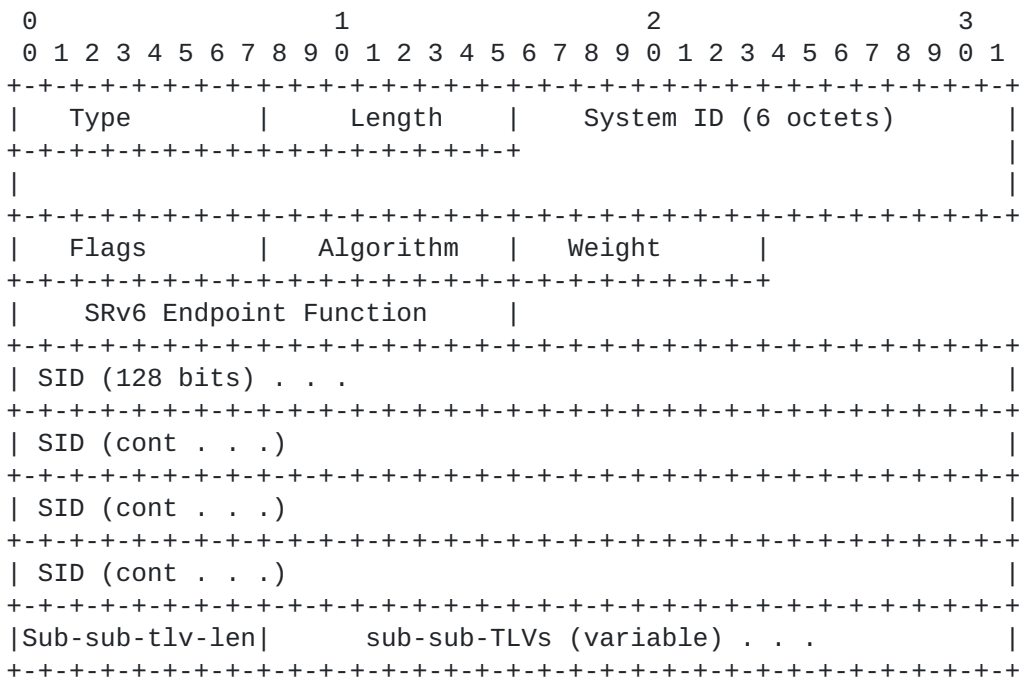 0                   1                   2                   3
 0 1 2 3 4 5 6 7 8 9 0 1 2 3 4 5 6 7 8 9 0 1 2 3 4 5 6 7 8 9 0 1
+-+-+-+-+-+-+-+-+-+-+-+-+-+-+-+-+-+-+-+-+-+-+-+-+-+-+-+-+-+-+-+-+
|   Type        |     Length    |    System ID (6 octets)       |
+-+-+-+-+-+-+-+-+-+-+-+-+-+-+-+-+                               |
|                                                               |
+-+-+-+-+-+-+-+-+-+-+-+-+-+-+-+-+-+-+-+-+-+-+-+-+-+-+-+-+-+-+-+-+
|   Flags       |   Algorithm   |   Weight      |
+-+-+-+-+-+-+-+-+-+-+-+-+-+-+-+-+-+-+-+-+-+-+-+-+
|    SRv6 Endpoint Function     |
+-+-+-+-+-+-+-+-+-+-+-+-+-+-+-+-+-+-+-+-+-+-+-+-+-+-+-+-+-+-+-+-+
| SID (128 bits) . . .                                          |
+-+-+-+-+-+-+-+-+-+-+-+-+-+-+-+-+-+-+-+-+-+-+-+-+-+-+-+-+-+-+-+-+
| SID (cont . . .)                                              |
+-+-+-+-+-+-+-+-+-+-+-+-+-+-+-+-+-+-+-+-+-+-+-+-+-+-+-+-+-+-+-+-+
| SID (cont . . .)                                              |
+-+-+-+-+-+-+-+-+-+-+-+-+-+-+-+-+-+-+-+-+-+-+-+-+-+-+-+-+-+-+-+-+
| SID (cont . . .)                                              |
+-+-+-+-+-+-+-+-+-+-+-+-+-+-+-+-+-+-+-+-+-+-+-+-+-+-+-+-+-+-+-+-+
|Sub-sub-tlv-len|      sub-sub-TLVs (variable) . . .            |
+-+-+-+-+-+-+-+-+-+-+-+-+-+-+-+-+-+-+-+-+-+-+-+-+-+-+-+-+-+-+-+-+